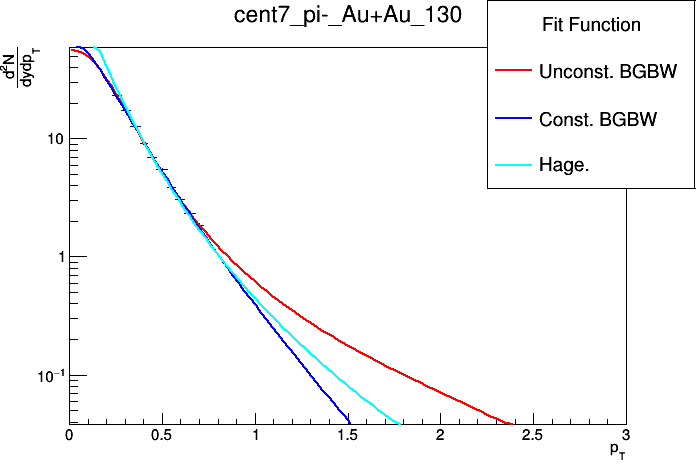 cent7_pi-_Au+Au_130
d²N
dydp_T
Fit Function
Unconst. BGBW
Const. BGBW
Hage.
10
1
10⁻¹
0 0.5 1 1.5 2 2.5 3
p_T